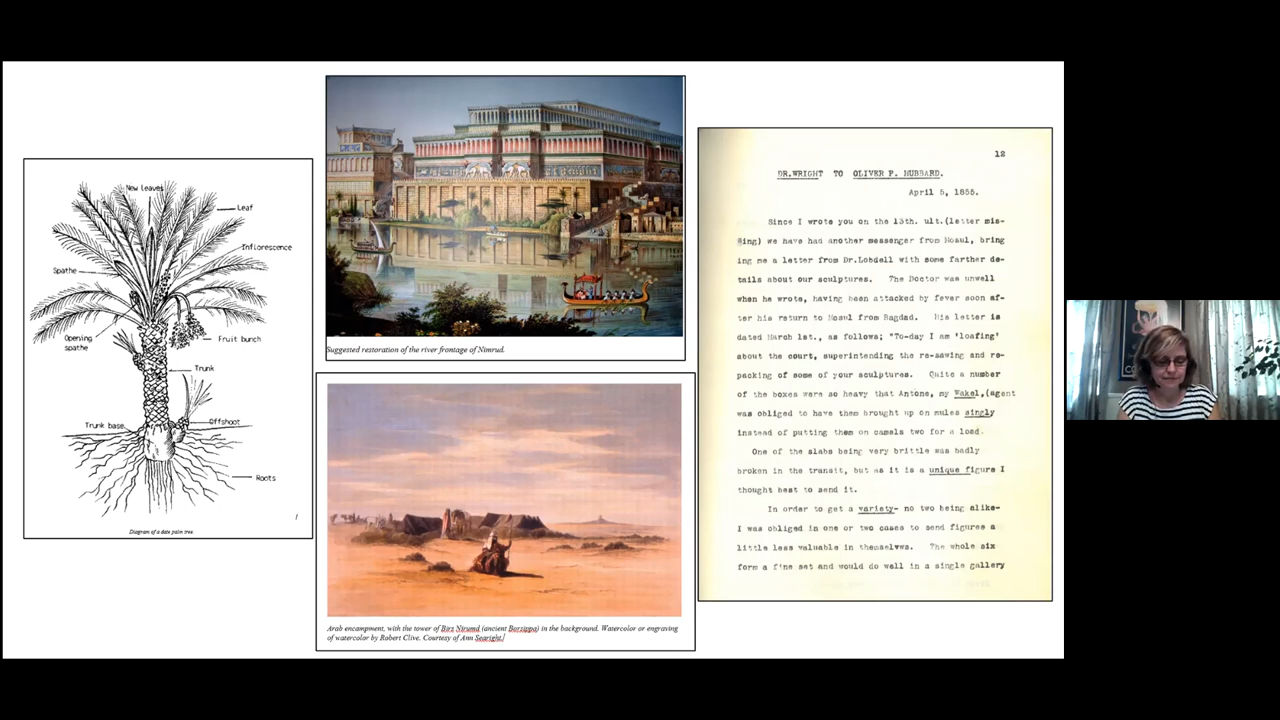 New leaves
Leaf
Inflorescence
Spathe
Opening
spathe
Fruit bunch
Trunk
Offshoot
Trunk base
Roots
Diagram of a date palm tree
Suggested restoration of the river frontage of Nimrud.
Arab encampment, with the tower of Birs Nirumd (ancient Borsippa) in the background. Watercolor or engraving
of watercolor by Robert Clive. Courtesy of Ann Searight.
12
DR.WRIGHT TO OLIVER P. HUBBARD.
April 5, 1855.
Since I wrote you on the 13th. ult.(letter mis-
sing) we have had another messenger from Mosul, bring
ing me a letter from Dr.Lobdell with some farther de-
tails about our sculptures. The Doctor was unwell
when he wrote, having been attacked by fever soon af-
ter his return to Mosul from Bagdad. His letter is
dated March 1st., as follows; "To-day I am 'loafing'
about the court, superintending the re-sawing and re-
packing of some of your sculptures. Quite a number
of the boxes were so heavy that Antone, my Wakel,(agent
was obliged to have them brought up on mules singly
instead of putting them on camals two for a load.
One of the slabs being very brittle was badly
broken in the transit, but as it is a unique figure I
thought best to send it.
In order to get a variety- no two being alike-
I was obliged in one or two cases to send figures a
little less valuable in themselvws. The whole six
form a fine set and would do well in a single gallery
CO